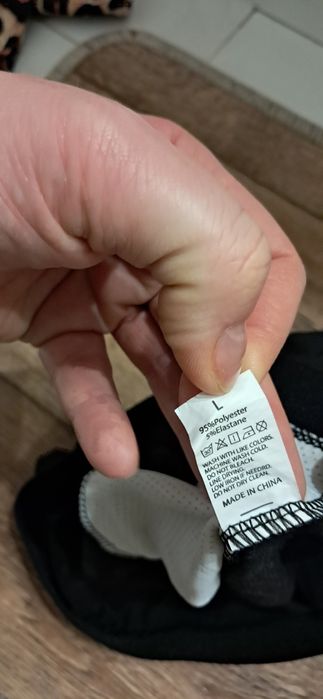 L
95%Polyester
5%Elastane
WASH WITH LIKE COLORS.
MACHINE WASH COLD.
DO NOT BLEACH.
LINE DRYING.
LOW IRON IF NEEDED.
DO NOT DRY CLEAN.
MADE IN CHINA